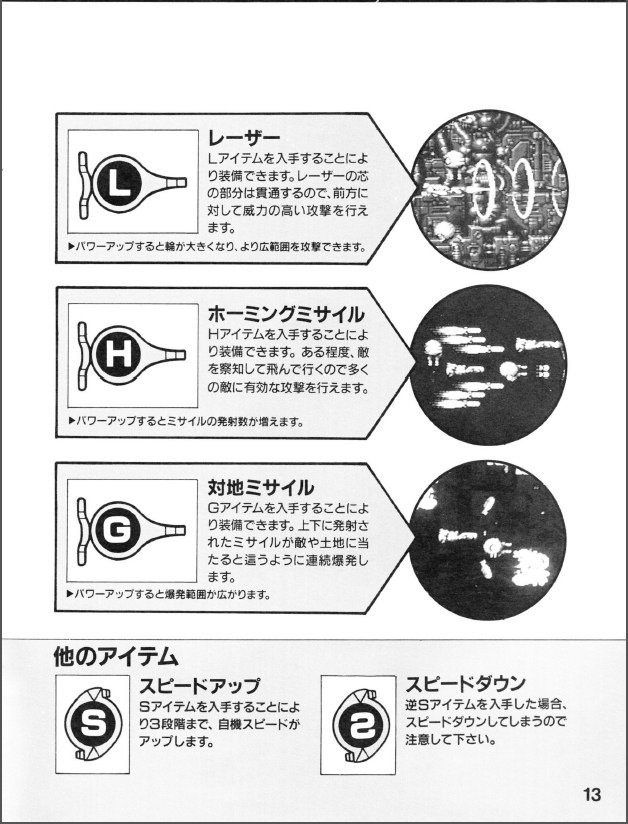 レーザー
L
Lアイテムを入手することによ
り装備できます。レーザーの芯
の部分は貫通するので、前方に
対して威力の高い攻撃を行え
ます。
▶パワーアップすると輪が大きくなり、より広範囲を攻撃できます。
ホーミングミサイル
H
Hアイテムを入手することによ
り装備できます。ある程度、敵
を察知して飛んで行くので多く
の敵に有効な攻撃を行えます。
▶パワーアップするとミサイルの発射数が増えます。
対地ミサイル
G
Gアイテムを入手することによ
り装備できます。上下に発射さ
れたミサイルが敵や土地に当
たると這うように連続爆発し
ます。
▶パワーアップすると爆発範囲が広がります。
他のアイテム
スピードアップ
S
Sアイテムを入手することによ
り3段階まで、自機スピードが
アップします。
スピードダウン
逆Sアイテムを入手した場合、
スピードダウンしてしまうので
注意して下さい。
13